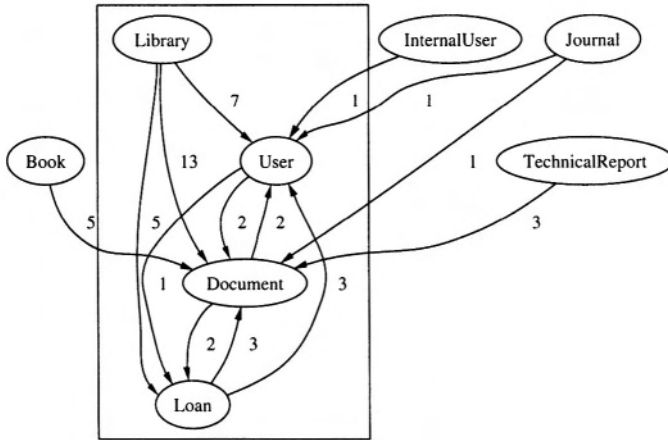 Library
InternalUser
Journal
7
1
1
Book
13
User
1
TechnicalReport
5
5
2
2
3
Document
1
3
2
3
Loan